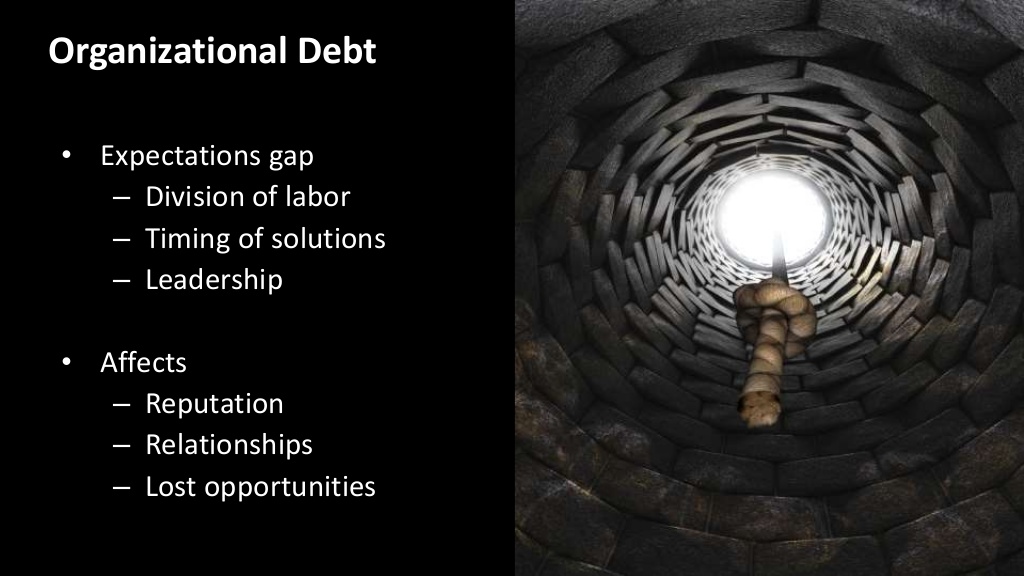 Organizational Debt
• Expectations gap
– Division of labor
– Timing of solutions
– Leadership
• Affects
– Reputation
– Relationships
– Lost opportunities